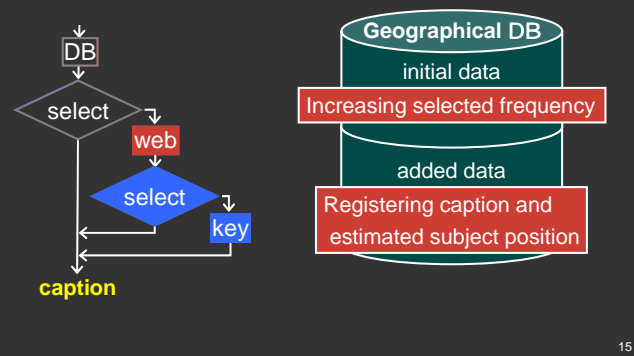 DB
select
web
select
key
caption
Geographical DB
initial data
Increasing selected frequency
added data
Registering caption and
estimated subject position
15